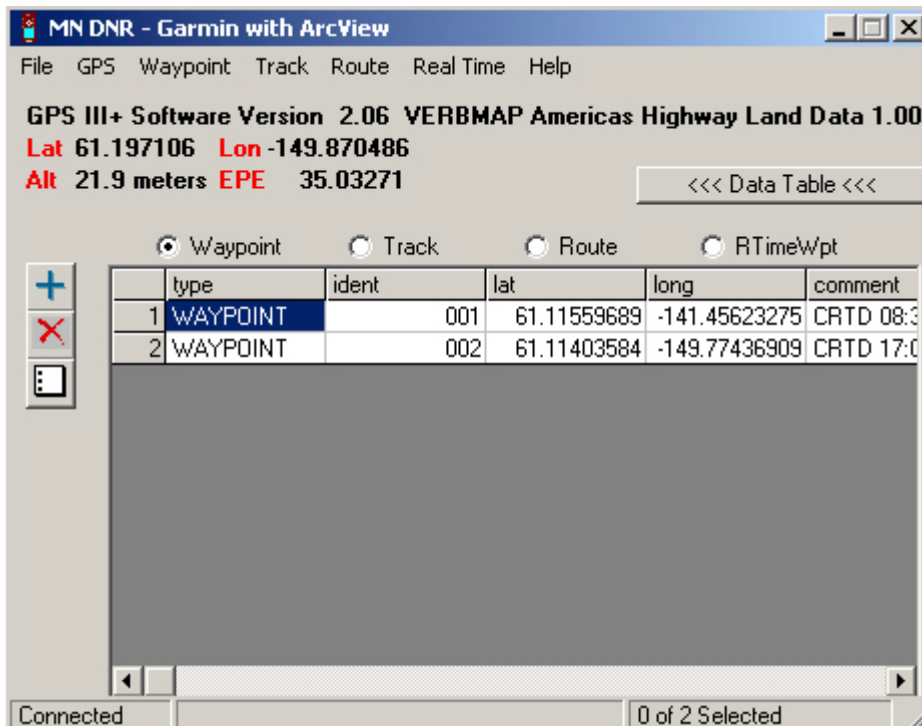 MN DNR - Garmin with ArcView
File GPS Waypoint Track Route Real Time Help
GPS III+ Software Version 2.06 VERBMAP Americas Highway Land Data 1.00
Lat 61.197106 Lon -149.870486
Alt 21.9 meters EPE 35.03271
<<< Data Table <<<
Waypoint Track Route RTimeWpt
type ident lat long comment
1 WAYPOINT 001 61.11559689 -141.45623275 CRTD 08:3
2 WAYPOINT 002 61.11403584 -149.77436909 CRTD 17:0
Connected 0 of 2 Selected